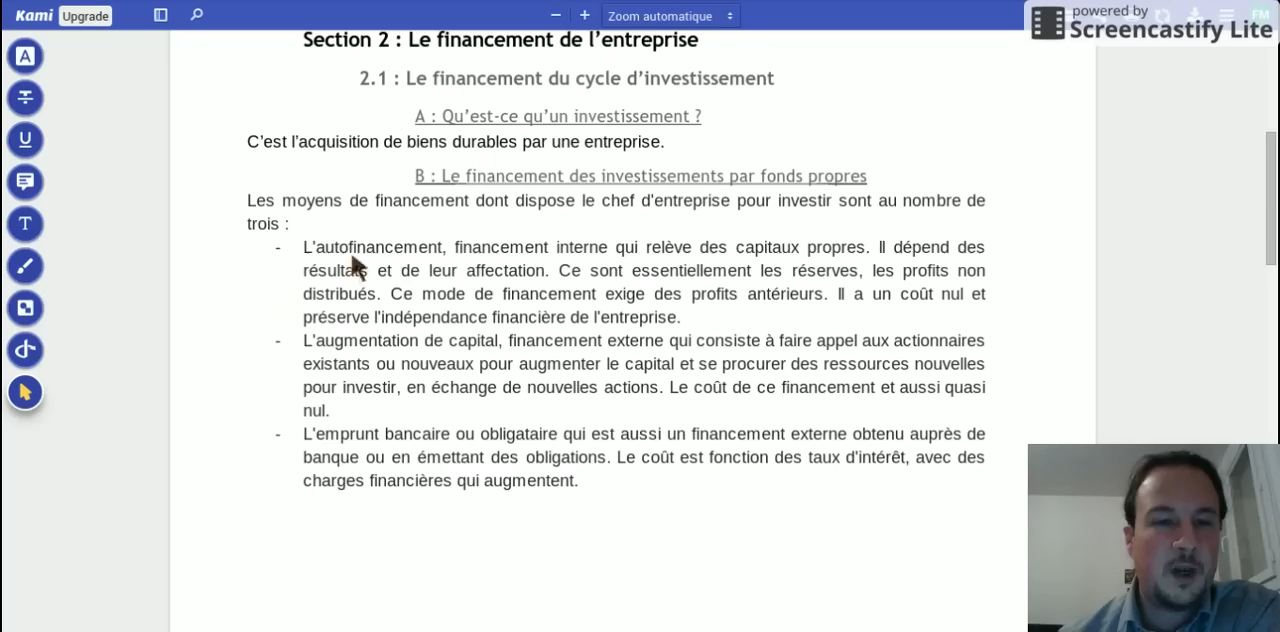 Kami Upgrade
Zoom automatique
powered by
Screencastify Lite
Section 2 : Le financement de l'entreprise
2.1 : Le financement du cycle d'investissement
A : Qu'est-ce qu'un investissement ?
C'est l'acquisition de biens durables par une entreprise.
B : Le financement des investissements par fonds propres
Les moyens de financement dont dispose le chef d'entreprise pour investir sont au nombre de
trois :
- L'autofinancement, financement interne qui relève des capitaux propres. Il dépend des
résultats et de leur affectation. Ce sont essentiellement les réserves, les profits non
distribués. Ce mode de financement exige des profits antérieurs. Il a un coût nul et
préserve l'indépendance financière de l'entreprise.
- L'augmentation de capital, financement externe qui consiste à faire appel aux actionnaires
existants ou nouveaux pour augmenter le capital et se procurer des ressources nouvelles
pour investir, en échange de nouvelles actions. Le coût de ce financement et aussi quasi
nul.
- L'emprunt bancaire ou obligataire qui est aussi un financement externe obtenu auprès de
banque ou en émettant des obligations. Le coût est fonction des taux d'intérêt, avec des
charges financières qui augmentent.